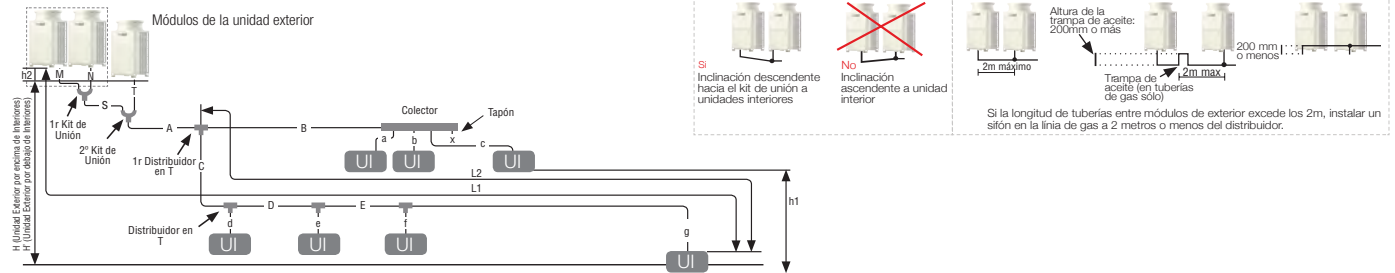 Módulos de la unidad exterior
h2
M
N
T
S
1r Kit de
Unión
2º Kit de
Unión
A
1r Distribuidor
en T
B
Colector
Tapón
a
b
x
c
UI
UI
UI
C
L2
L1
h1
D
E
Distribuidor en
T
d
e
f
g
UI
UI
UI
UI
H (Unidad Exterior por encima de Interiores)
H' (Unidad Exterior por debajo de Interiores)
Si
Inclinación descendente
hacia el kit de unión a
unidades interiores
No
Inclinación
ascendente a unidad
interior
2m máximo
Altura de la
trampa de aceite:
200mm o más
Trampa de
aceite (en tuberías
de gas sólo)
2m max
200 mm
o menos
Si la longitud de tuberías entre módulos de exterior excede los 2m, instalar un
sifón en la línia de gas a 2 metros o menos del distribuidor.